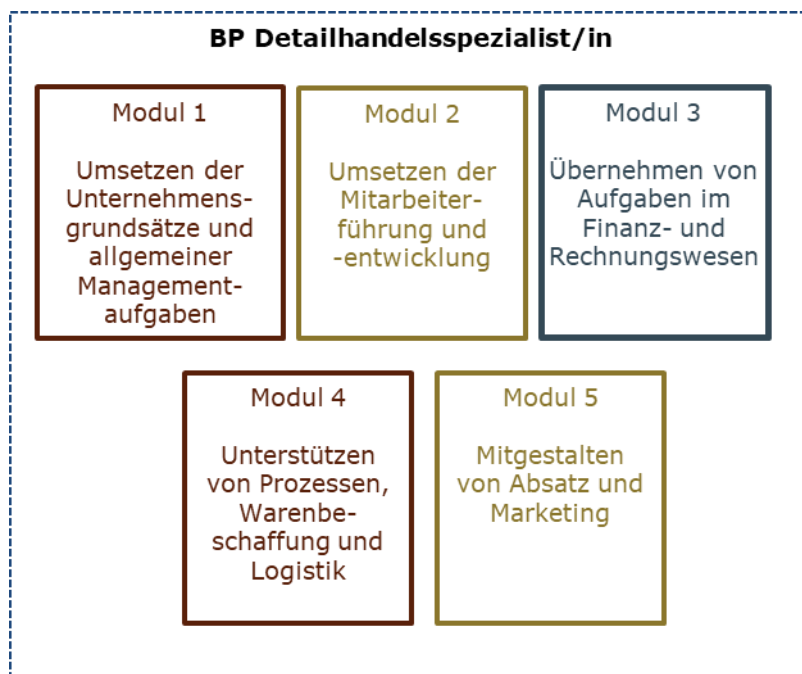 BP Detailhandelsspezialist/in
Modul 1
Umsetzen der
Unternehmens-
grundsätze und
allgemeiner
Management-
aufgaben
Modul 2
Umsetzen der
Mitarbeiter-
führung und
-entwicklung
Modul 3
Übernehmen von
Aufgaben im
Finanz- und
Rechnungswesen
Modul 4
Unterstützen
von Prozessen,
Warenbe-
schaffung und
Logistik
Modul 5
Mitgestalten
von Absatz und
Marketing